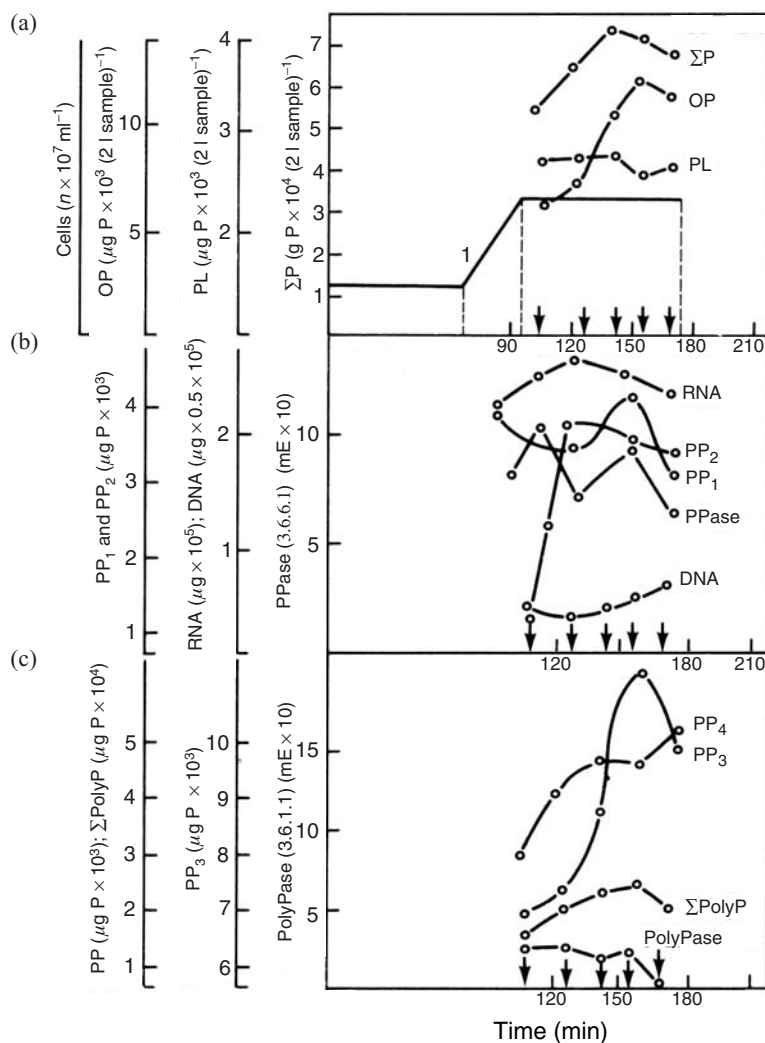 (a)
Cells (n × 10⁷ ml⁻¹)
OP (µg P × 10³ (2 l sample)⁻¹)
10
5
PL (µg P × 10³ (2 l sample)⁻¹)
4
3
2
ΣP (g P × 10⁴ (2 l sample)⁻¹)
7
6
5
4
3
2
1
ΣP
OP
PL
1
90 120 150 180 210
(b)
PP₁ and PP₂ (µg P × 10³)
4
3
2
1
RNA (µg × 10⁵); DNA (µg × 0.5 × 10⁵)
2
1
PPase (3.6.6.1) (mE × 10)
10
5
RNA
PP₂
PP₁
PPase
DNA
120 180 210
(c)
PP (µg P × 10³); ΣPolyP (µg P × 10⁴)
5
4
3
2
1
PP₃ (µg P × 10³)
10
9
8
7
6
PolyPase (3.6.1.1) (mE × 10)
15
10
5
PP₄
PP₃
ΣPolyP
PolyPase
120 150 180 210
Time (min)